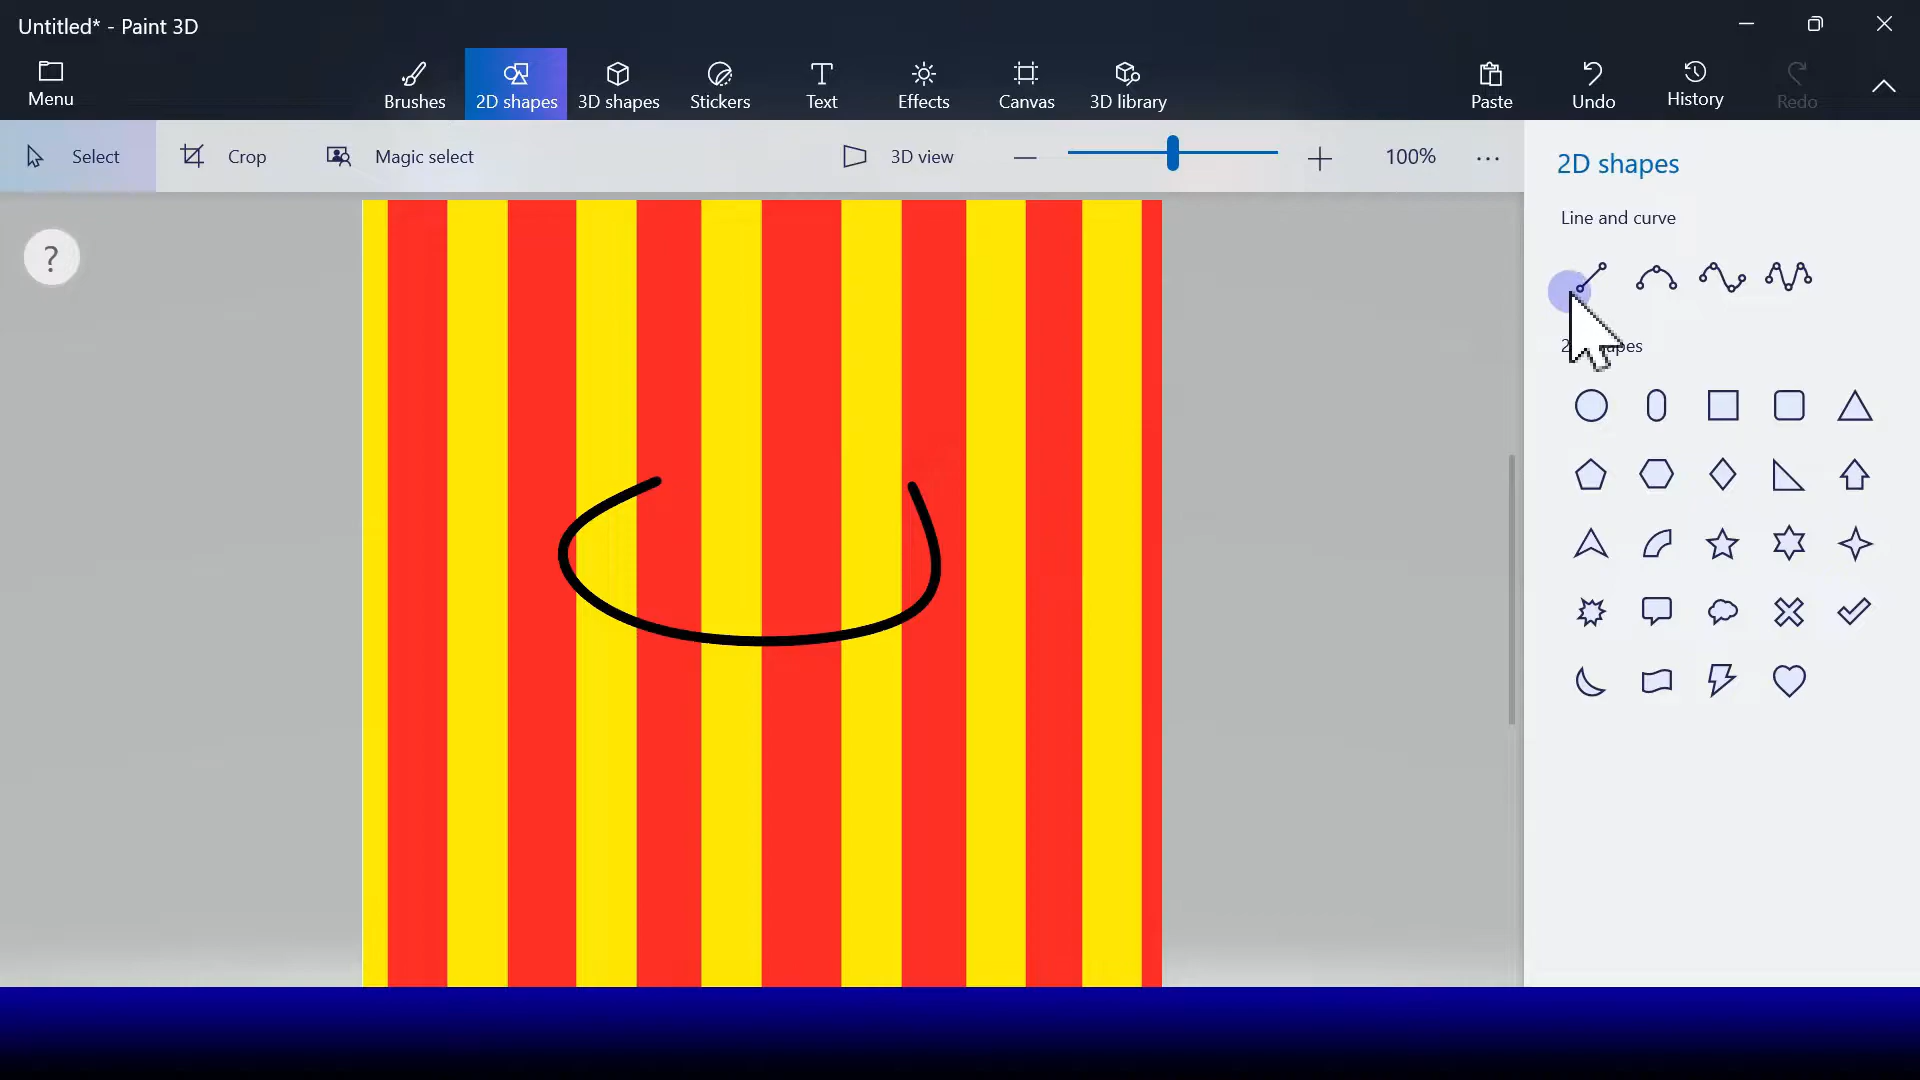 Untitled* - Paint 3D
Menu
Brushes
2D shapes
3D shapes
Stickers
Text
Effects
Canvas
3D library
Paste
Undo
History
Redo
Select
Crop
Magic select
3D view
100%
...
2D shapes
Line and curve
?